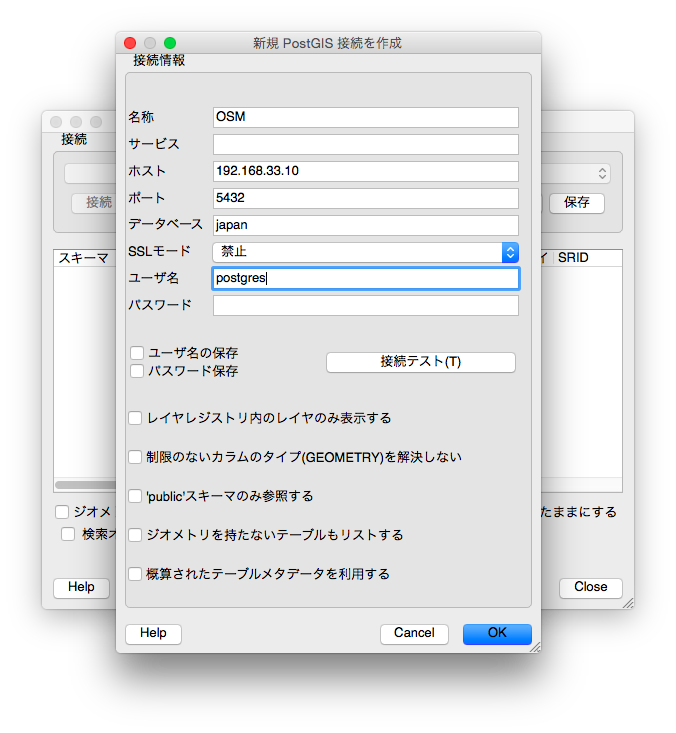 新規 PostGIS 接続を作成
接続情報
名称 OSM
サービス
ホスト 192.168.33.10
ポート 5432
データベース japan
SSLモード 禁止
ユーザ名 postgres
パスワード
ユーザ名の保存
パスワード保存
接続テスト(T)
レイヤレジストリ内のレイヤのみ表示する
制限のないカラムのタイプ(GEOMETRY)を解決しない
'public'スキーマのみ参照する
ジオメトリを持たないテーブルもリストする
概算されたテーブルメタデータを利用する
Help Cancel OK
接続
接続 保存
スキーマ イ SRID
ジオメ たままにする
検索オ
Help Close